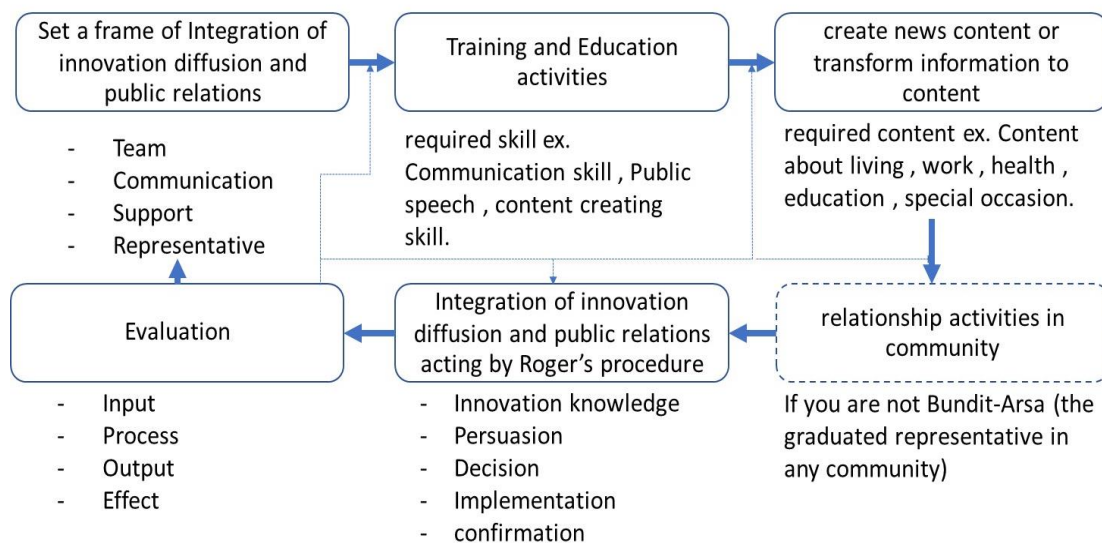 Set a frame of Integration of
innovation diffusion and
public relations
- Team
- Communication
- Support
- Representative
Training and Education
activities
required skill ex.
Communication skill , Public
speech , content creating
skill.
create news content or
transform information to
content
required content ex. Content
about living , work , health ,
education , special occasion.
relationship activities in
community
If you are not Bundit-Arsa (the
graduated representative in
any community)
Integration of innovation
diffusion and public relations
acting by Roger’s procedure
- Innovation knowledge
- Persuasion
- Decision
- Implementation
- confirmation
Evaluation
- Input
- Process
- Output
- Effect